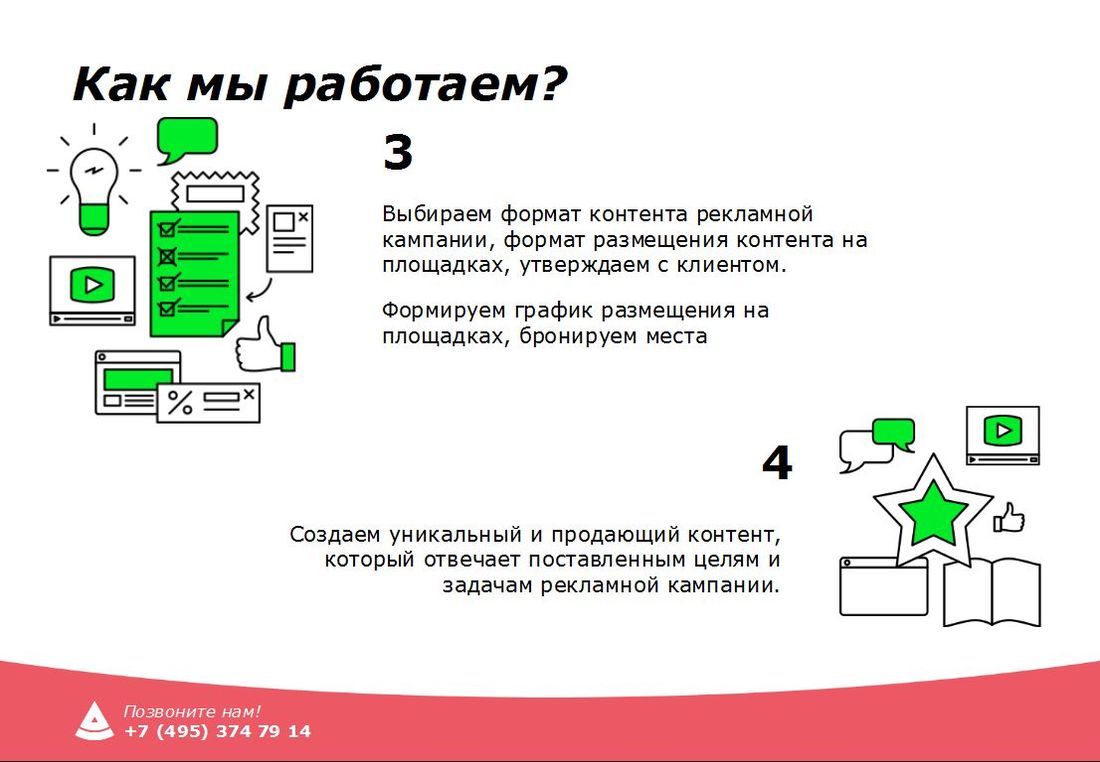 Как мы работаем?
3
Выбираем формат контента рекламной
кампании, формат размещения контента на
площадках, утверждаем с клиентом.
Формируем график размещения на
площадках, бронируем места
4
Создаем уникальный и продающий контент,
который отвечает поставленным целям и
задачам рекламной кампании.
Позвоните нам!
+7 (495) 374 79 14